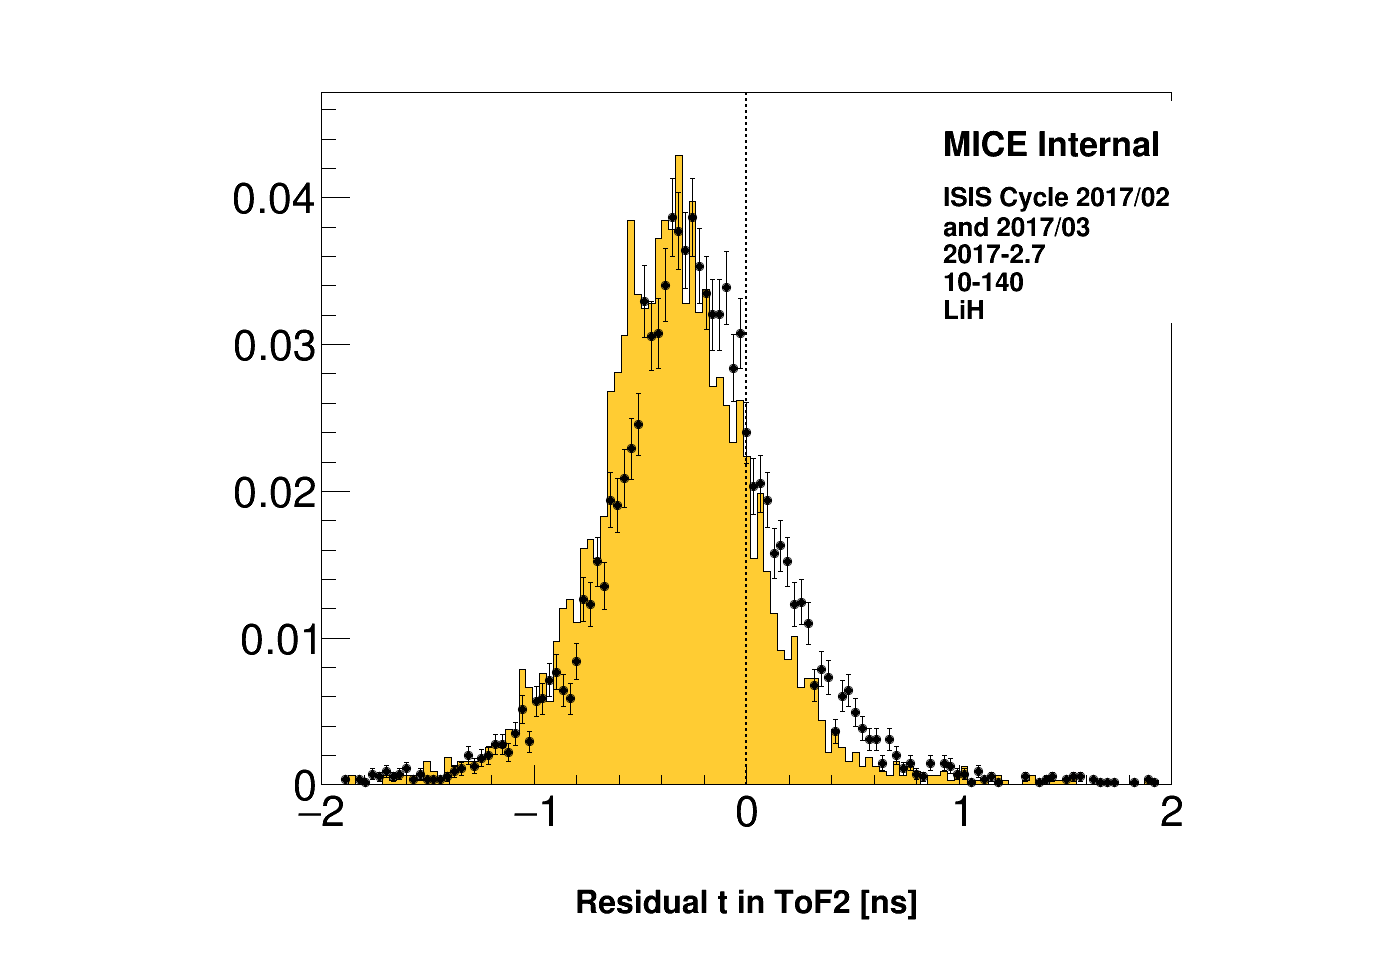 MICE Internal
ISIS Cycle 2017/02
and 2017/03
2017-2.7
10-140
LiH
0.04
0.03
0.02
0.01
0
−2
−1
0
1
2
Residual t in ToF2 [ns]